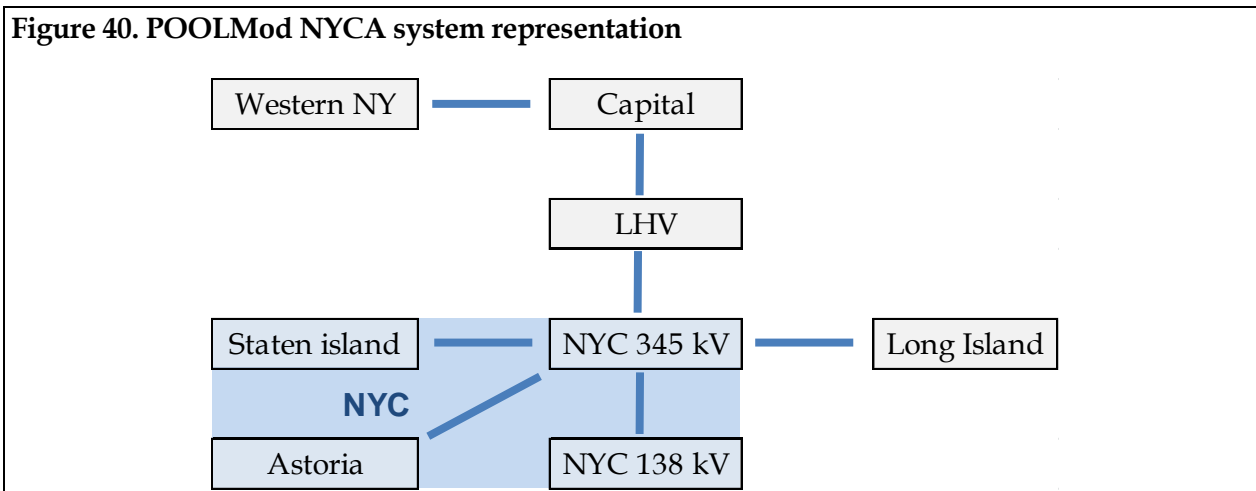 Figure 40. POOLMod NYCA system representation
Western NY
Capital
LHV
Staten island
NYC 345 kV
Long Island
NYC
Astoria
NYC 138 kV